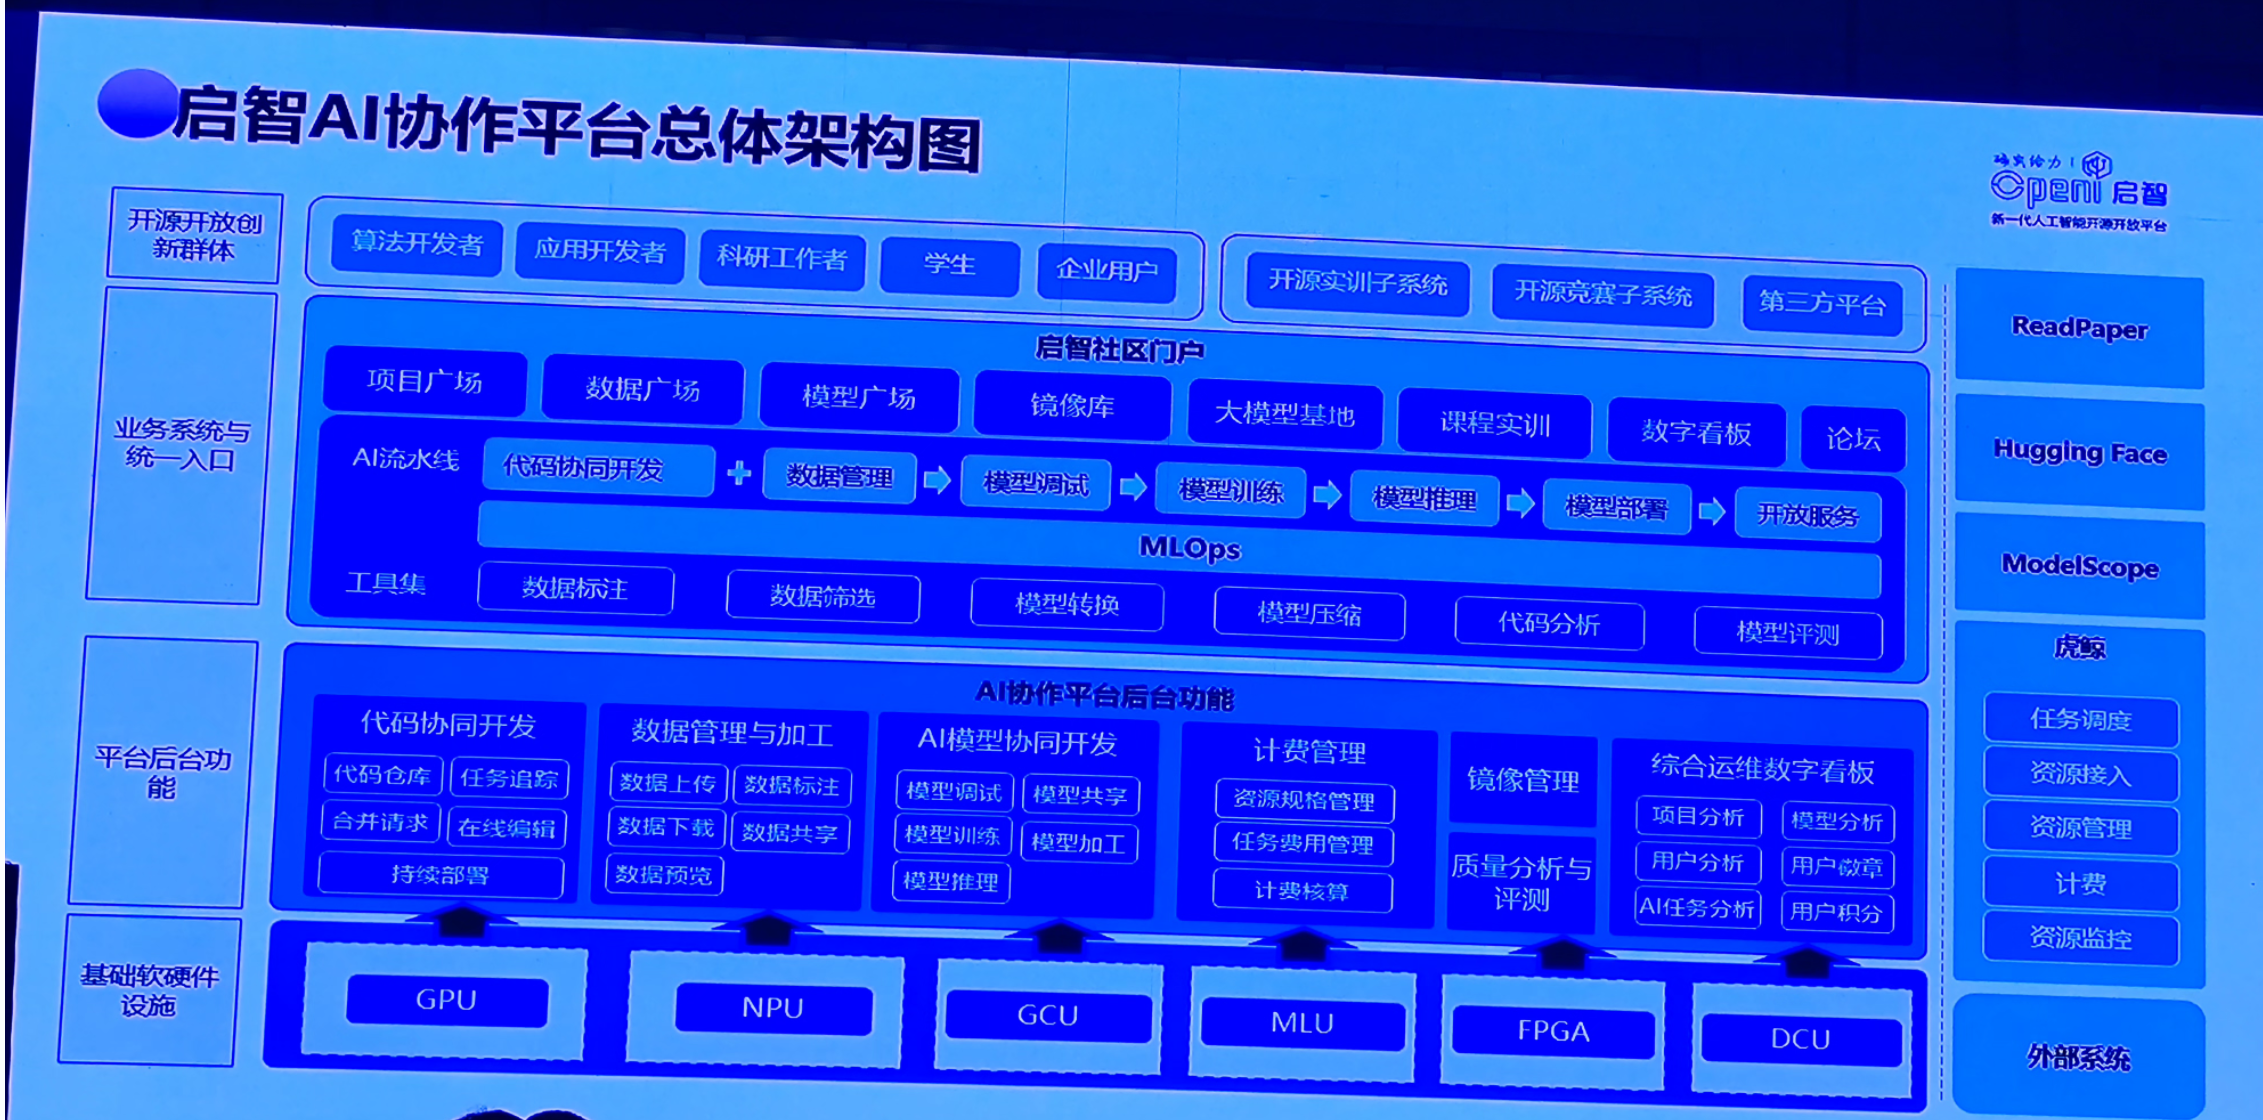 启智AI协作平台总体架构图
确实给力
OpenI 启智
新一代人工智能开源开放平台
开源开放创
新群体
算法开发者
应用开发者
科研工作者
学生
企业用户
开源实训子系统
开源竞赛子系统
第三方平台
业务系统与
统一入口
启智社区门户
项目广场
数据广场
模型广场
镜像库
大模型基地
课程实训
数字看板
论坛
AI流水线
代码协同开发
+
数据管理
模型调试
模型训练
模型推理
模型部署
开放服务
MLOps
工具集
数据标注
数据筛选
模型转换
模型压缩
代码分析
模型评测
平台后台功
能
AI协作平台后台功能
代码协同开发
代码仓库
任务追踪
合并请求
在线编辑
持续部署
数据管理与加工
数据上传
数据标注
数据下载
数据共享
数据预览
AI模型协同开发
模型调试
模型共享
模型训练
模型加工
模型推理
计费管理
资源规格管理
任务费用管理
计费核算
镜像管理
质量分析与
评测
综合运维数字看板
项目分析
模型分析
用户分析
用户徽章
AI任务分析
用户积分
基础软硬件
设施
GPU
NPU
GCU
MLU
FPGA
DCU
ReadPaper
Hugging Face
ModelScope
虎鲸
任务调度
资源接入
资源管理
计费
资源监控
外部系统